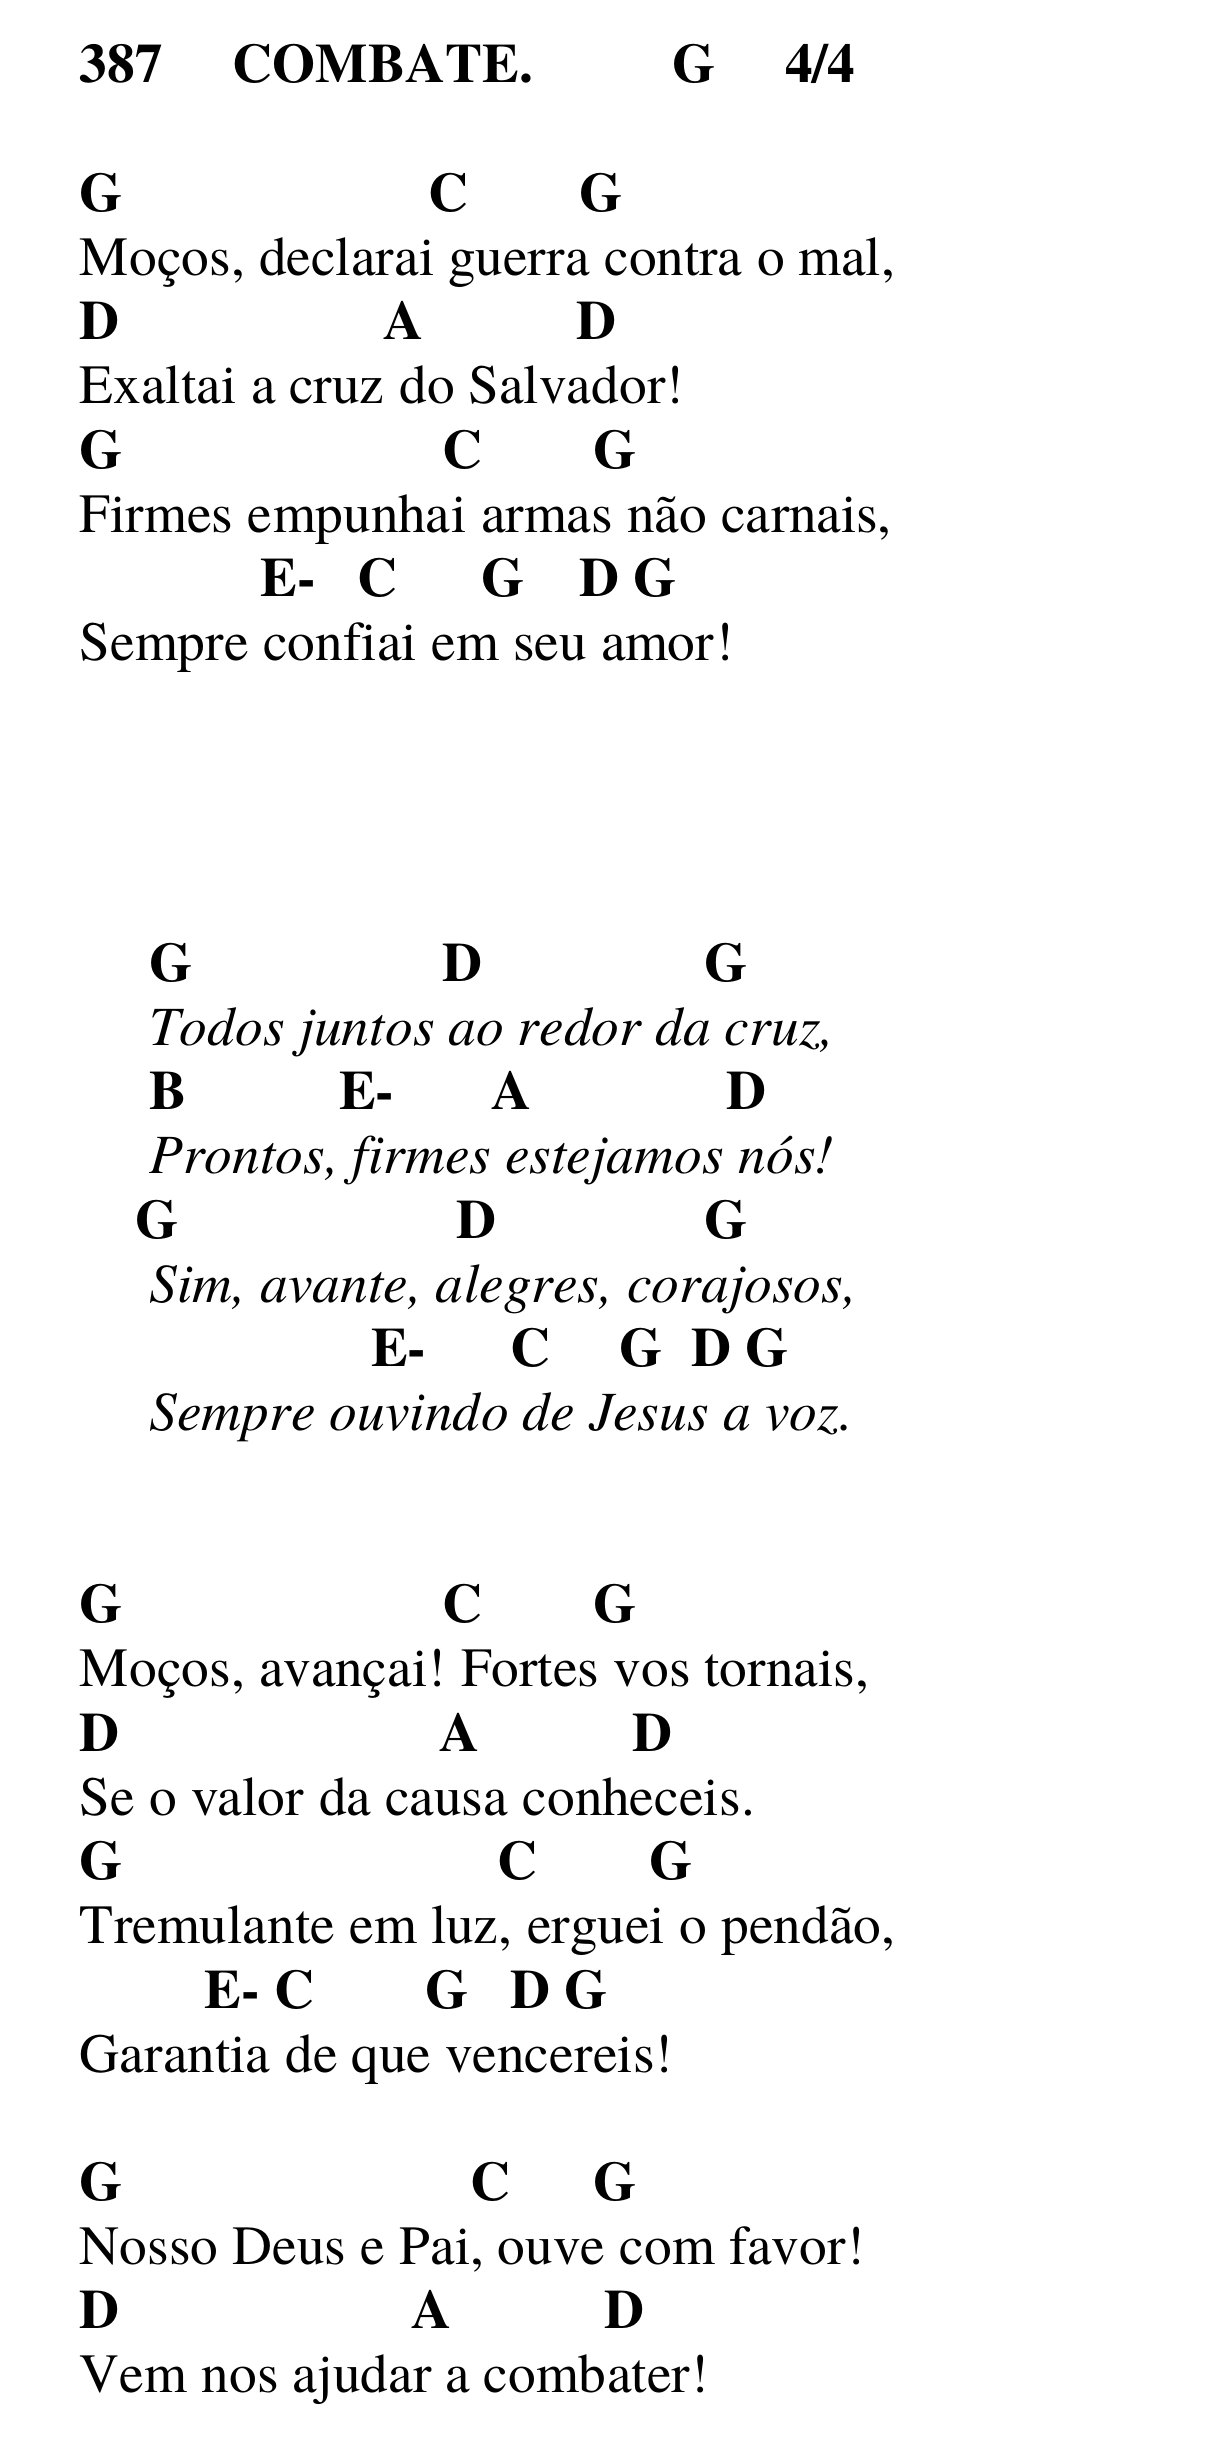 387 COMBATE. G 4/4
G C G
Moços, declarai guerra contra o mal,
D A D
Exaltai a cruz do Salvador!
G C G
Firmes empunhai armas não carnais,
E- C G D G
Sempre confiai em seu amor!
G D G
Todos juntos ao redor da cruz,
B E- A D
Prontos, firmes estejamos nós!
G D G
Sim, avante, alegres, corajosos,
E- C G D G
Sempre ouvindo de Jesus a voz.
G C G
Moços, avançai! Fortes vos tornais,
D A D
Se o valor da causa conheceis.
G C G
Tremulante em luz, erguei o pendão,
E- C G D G
Garantia de que vencereis!
G C G
Nosso Deus e Pai, ouve com favor!
D A D
Vem nos ajudar a combater!